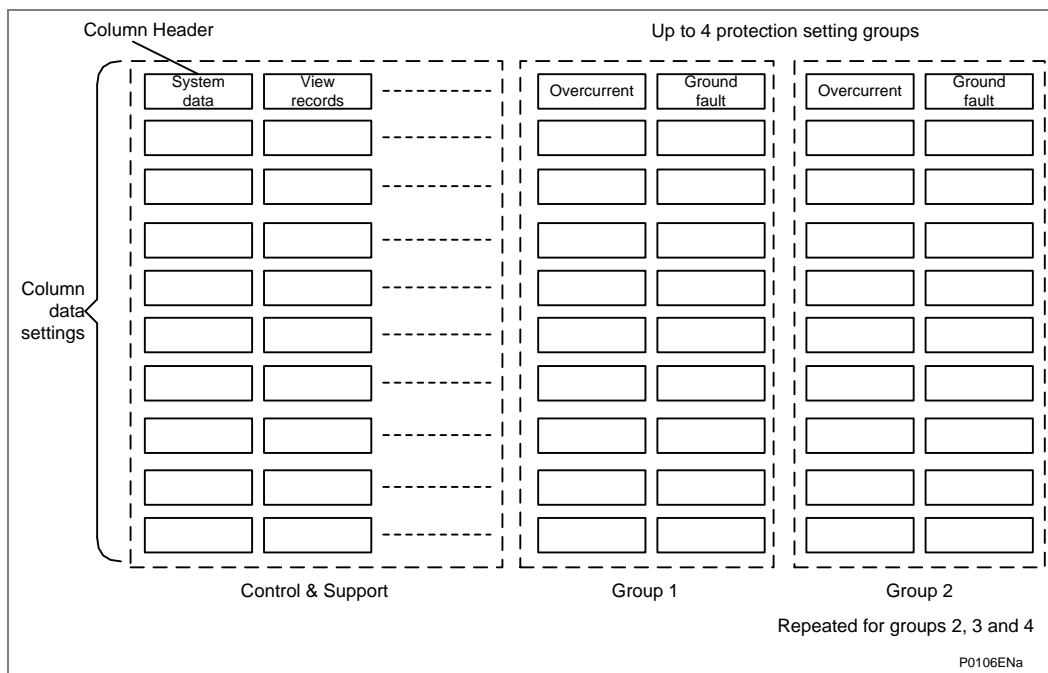 Column Header
Up to 4 protection setting groups
System
data
View
records
Overcurrent
Ground
fault
Overcurrent
Ground
fault
Column
data
settings
Control & Support
Group 1
Group 2
Repeated for groups 2, 3 and 4
P0106ENa